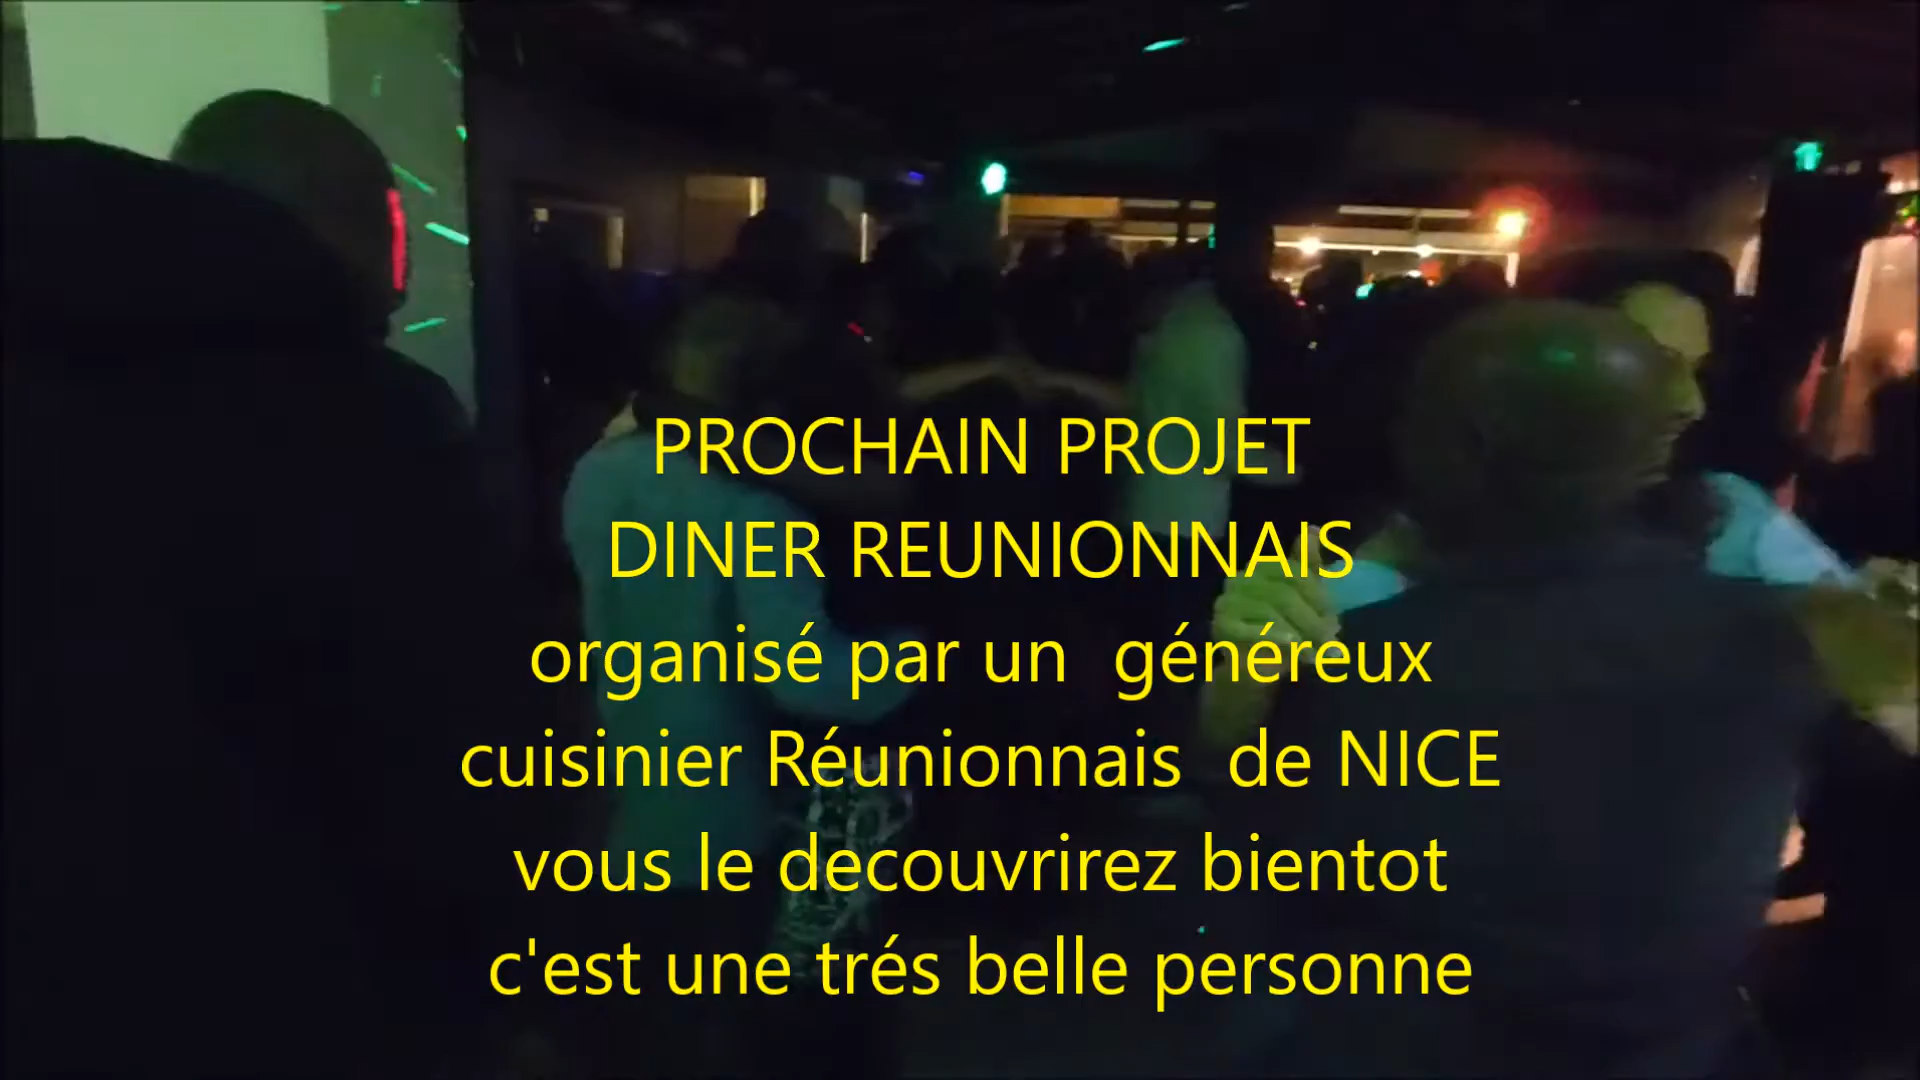 PROCHAIN PROJET
DINER REUNIONNAIS
organisé par un  généreux
cuisinier Réunionnais  de NICE
vous le decouvrirez bientot
c'est une trés belle personne